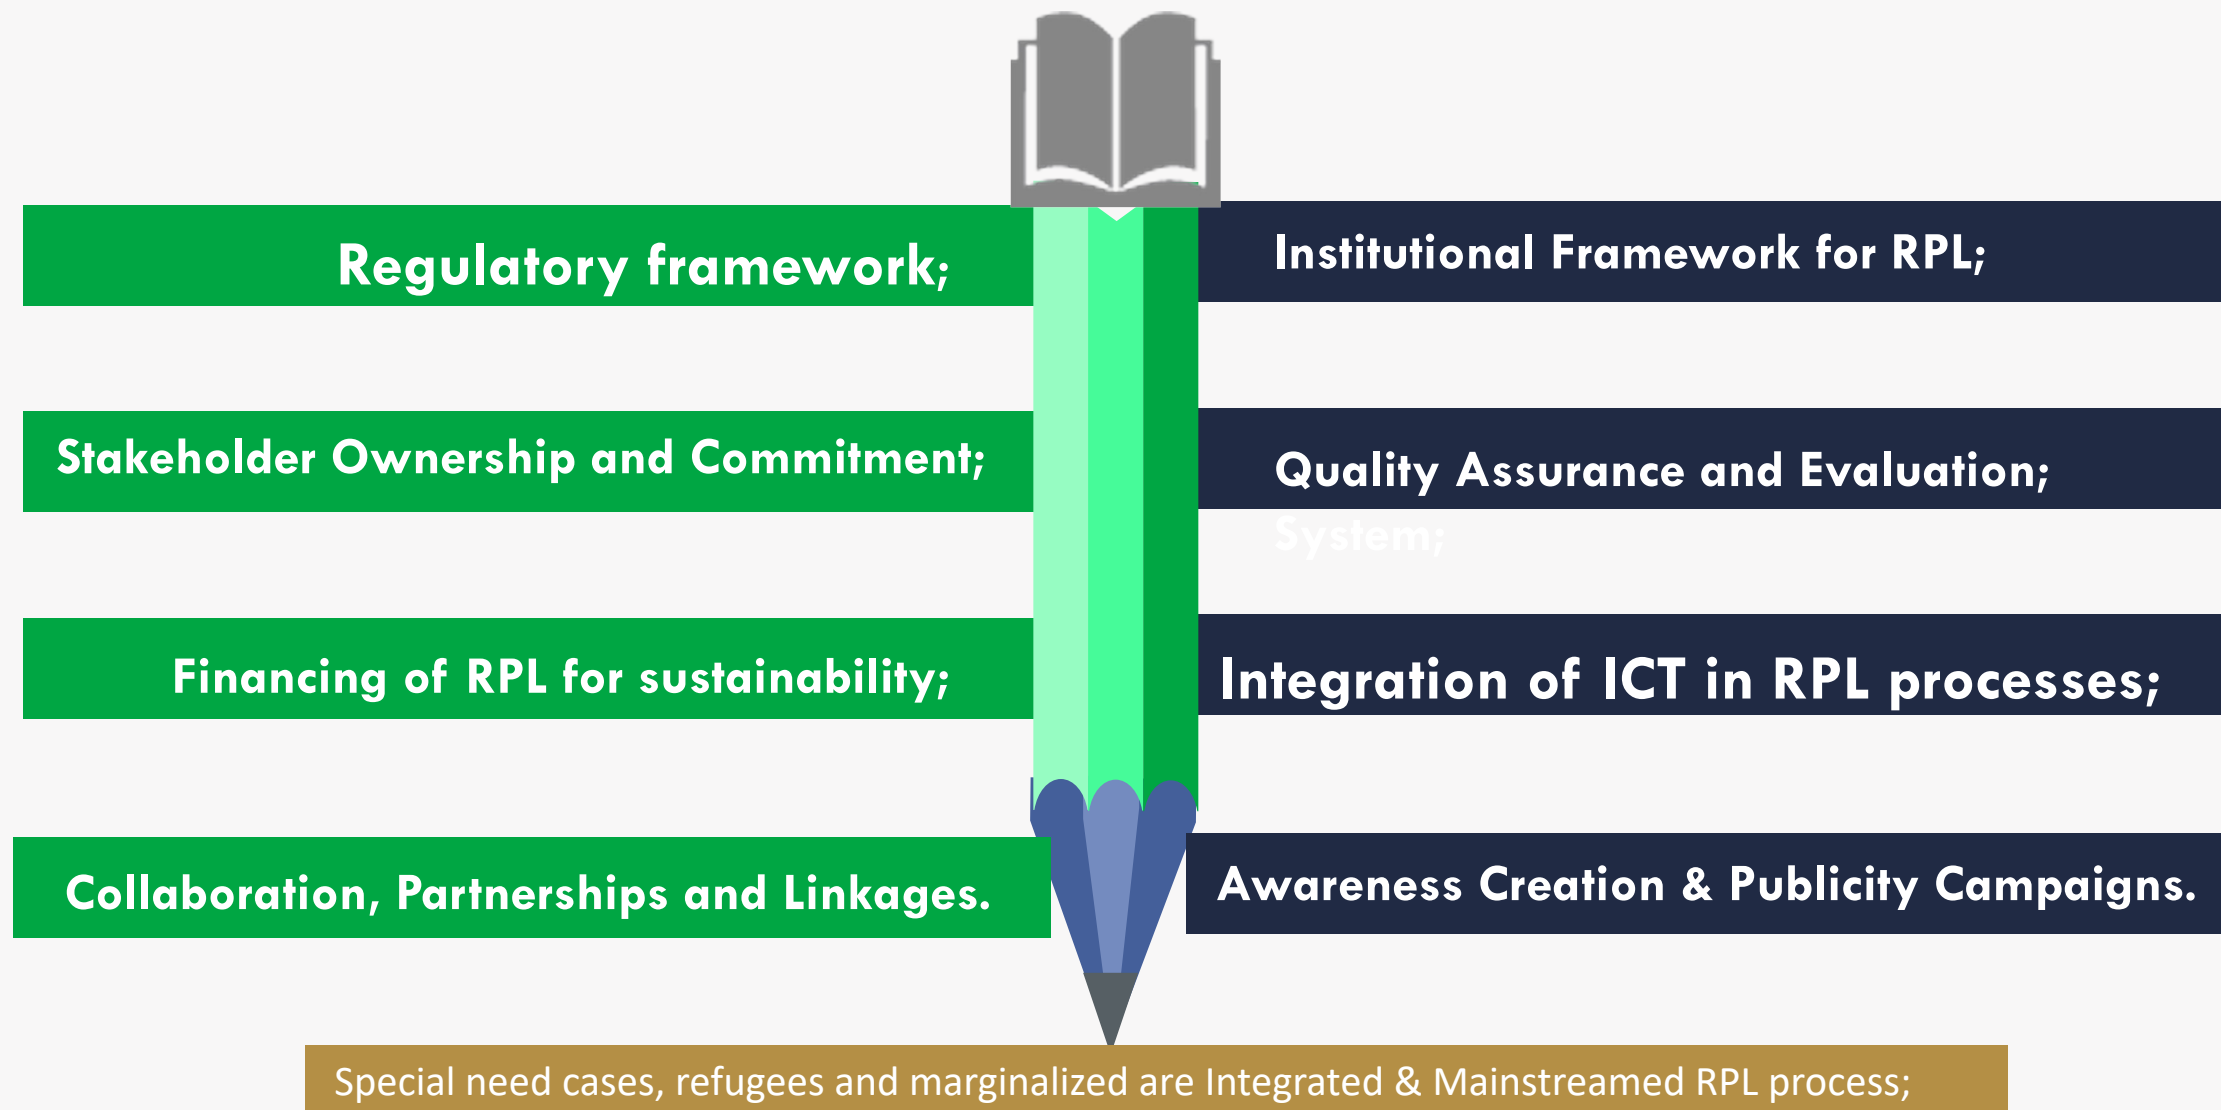 Regulatory framework;
Institutional Framework for RPL;
Stakeholder Ownership and Commitment;
Quality Assurance and Evaluation;
System;
Financing of RPL for sustainability;
Integration of ICT in RPL processes;
Collaboration, Partnerships and Linkages.
Awareness Creation & Publicity Campaigns.
Special need cases, refugees and marginalized are Integrated & Mainstreamed RPL process;